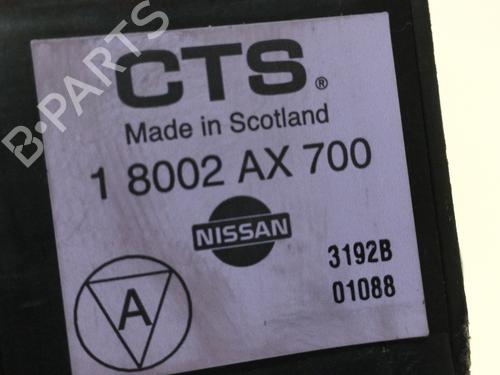 B-PARTS
CTS®
Made in Scotland
1 8002 AX 700
NISSAN
3192B
01088
A